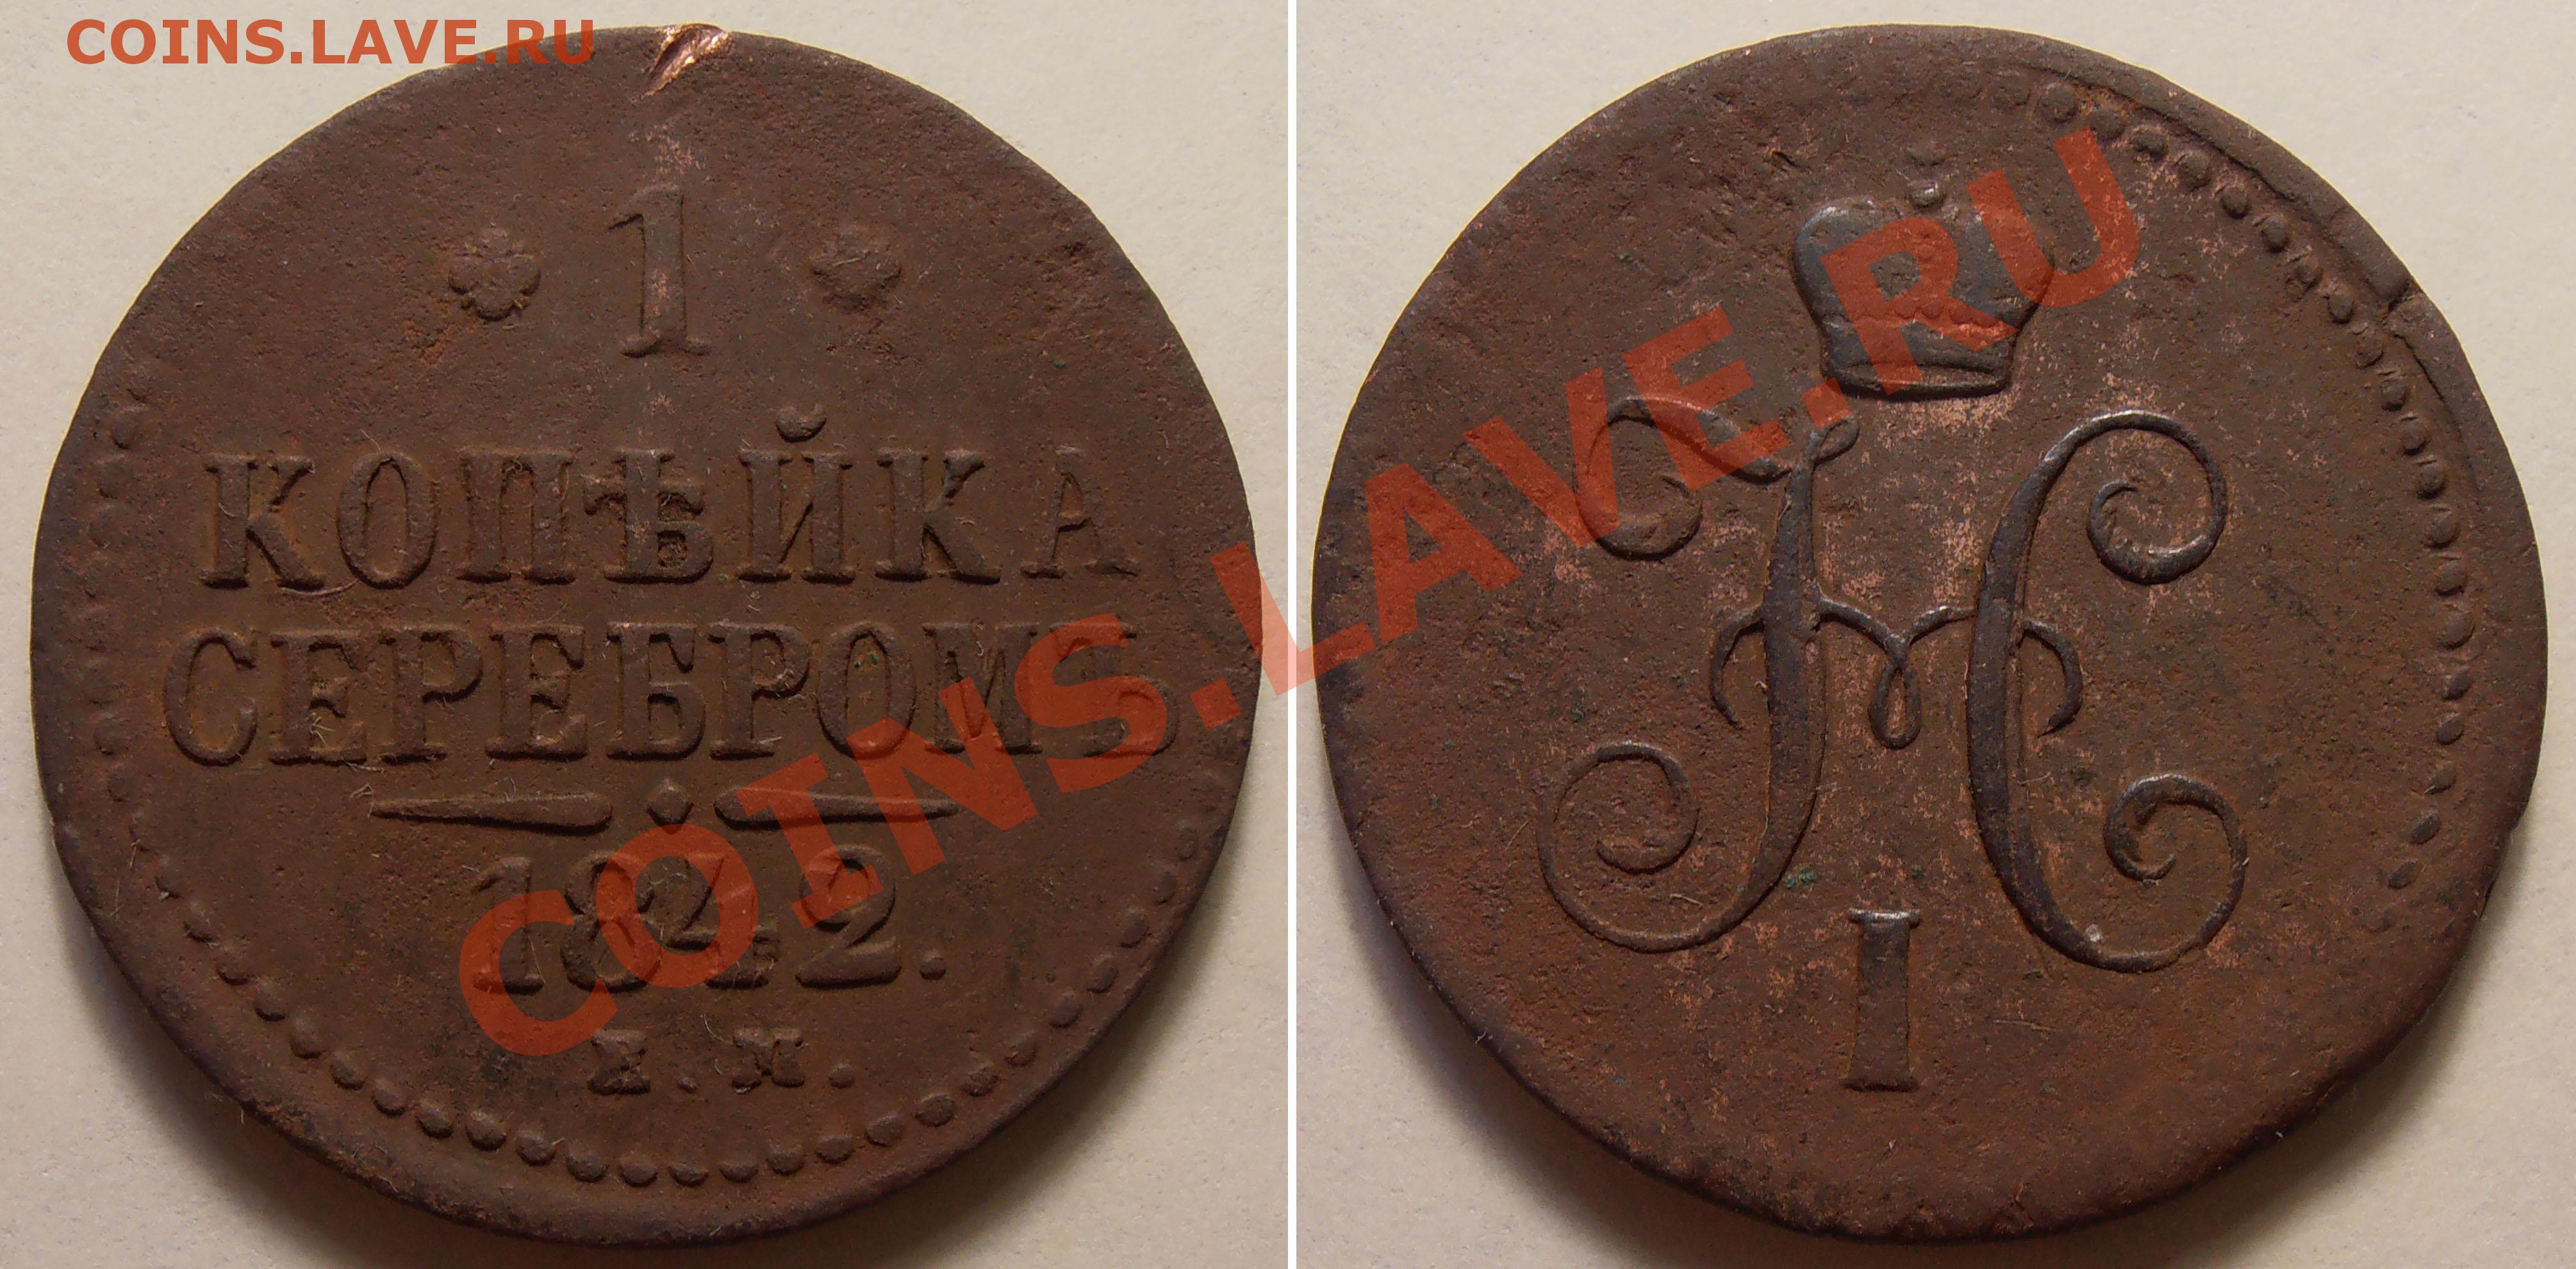 COINS.LAVE.RU
1
КОПѢЙКА
СЕРЕБРОМЪ
1842.
Е.М.
Н
I
COINS.LAVE.RU